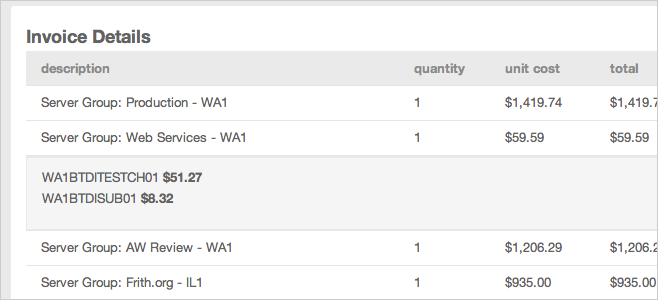 Invoice Details
description quantity unit cost total
Server Group: Production - WA1 1 $1,419.74 $1,419.7
Server Group: Web Services - WA1 1 $59.59 $59.59
WA1BTDITESTCH01 $51.27
WA1BTDISUB01 $8.32
Server Group: AW Review - WA1 1 $1,206.29 $1,206.2
Server Group: Frith.org - IL1 1 $935.00 $935.00